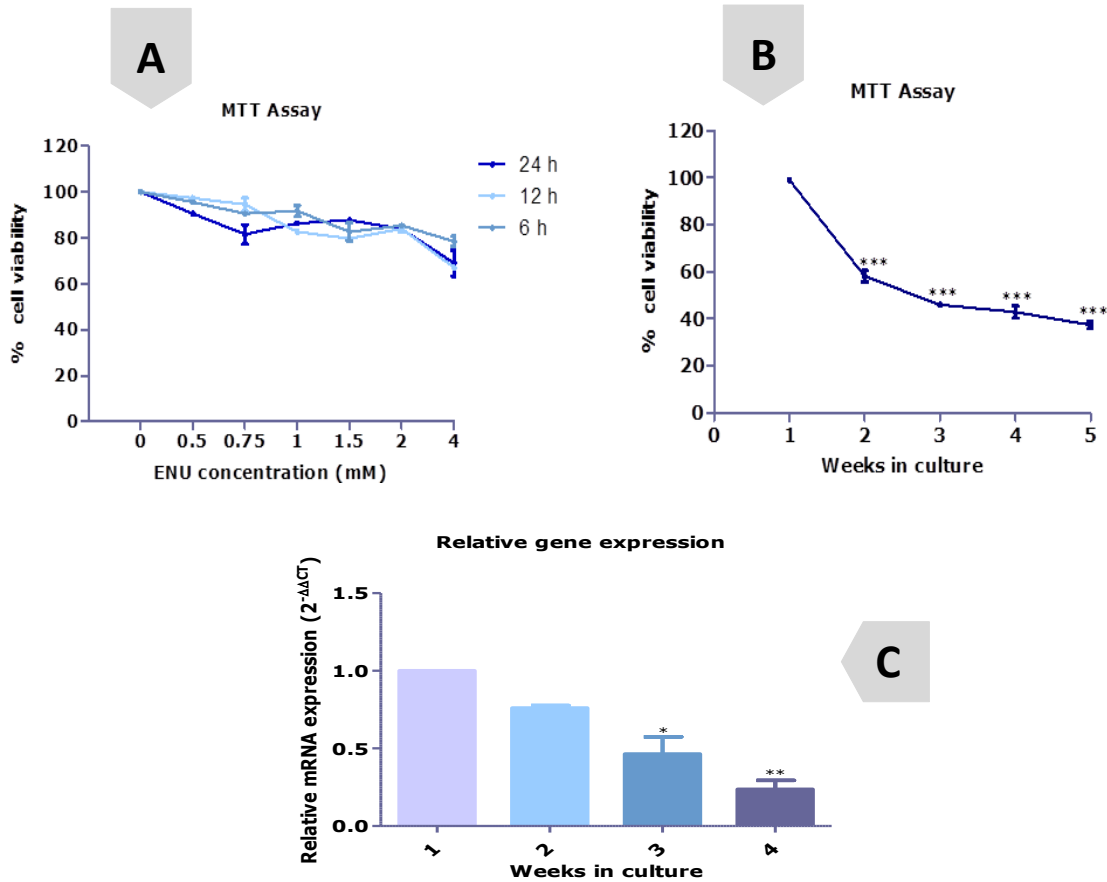 A
MTT Assay
120
100
80
60
40
20
0
% cell viability
0 0.5 0.75 1 1.5 2 4
ENU concentration (mM)
24 h
12 h
6 h
B
MTT Assay
120
100
80
60
40
20
0
% cell viability
***
***
***
***
0 1 2 3 4 5
Weeks in culture
Relative gene expression
1.5
1.0
0.5
0.0
Relative mRNA expression (2-ΔΔCT)
*
**
1 2 3 4
Weeks in culture
C